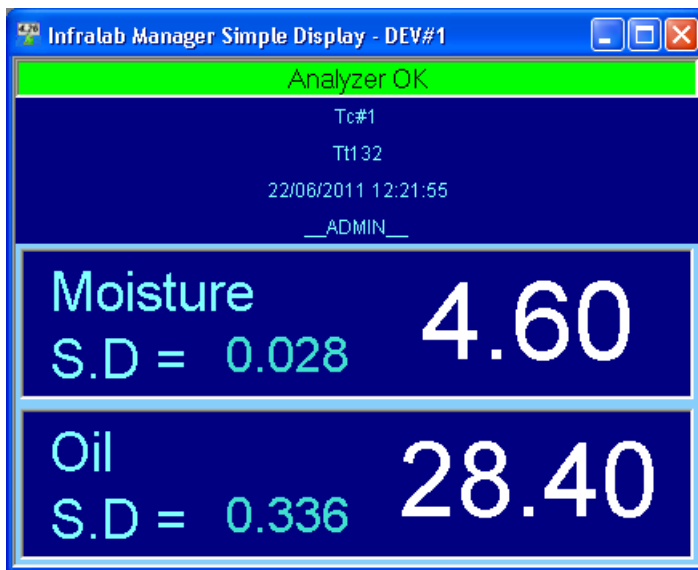 Infralab Manager Simple Display - DEV#1
Analyzer OK
Tc#1
Tt132
22/06/2011 12:21:55
__ADMIN__
Moisture
S.D = 0.028
4.60
Oil
S.D = 0.336
28.40